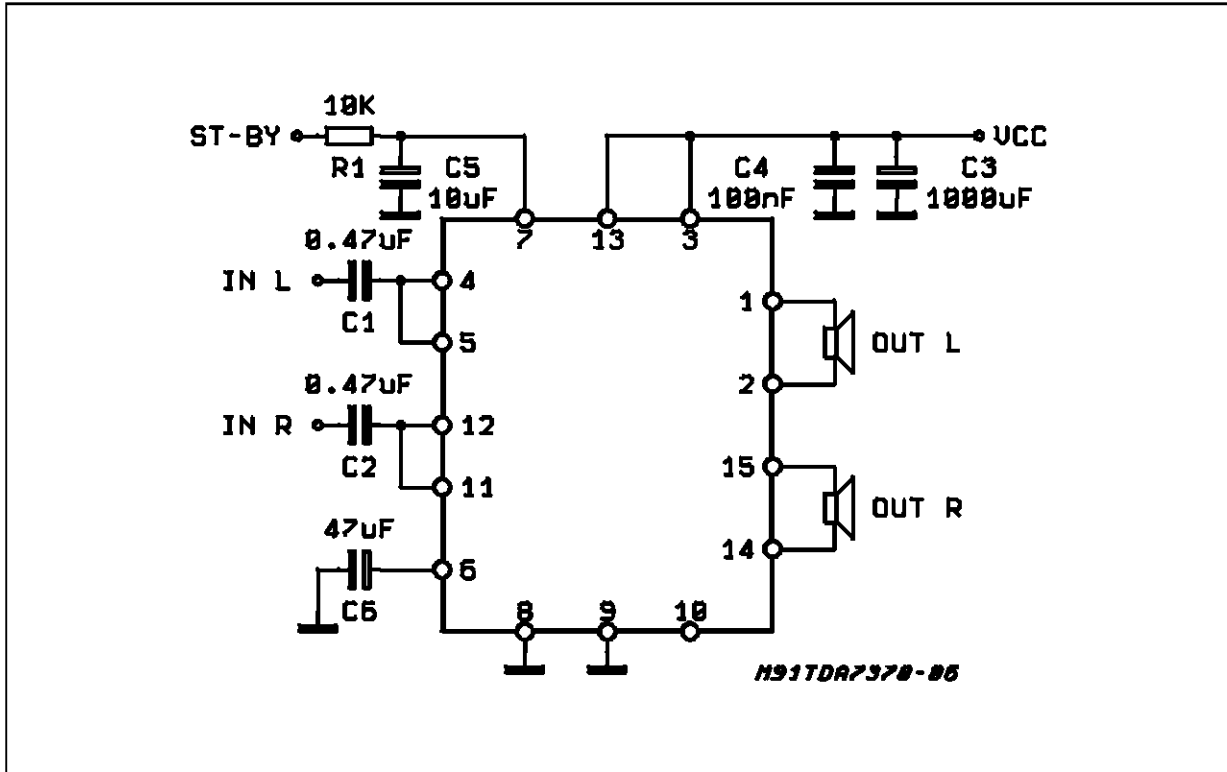 10K
ST-BY
VCC
R1
C5
10uF
C4
100nF
C3
1000uF
7
13
3
0.47uF
IN L
4
C1
5
1
OUT L
2
0.47uF
IN R
12
C2
11
15
OUT R
14
47uF
6
C6
8
9
10
M91TDA7370-06